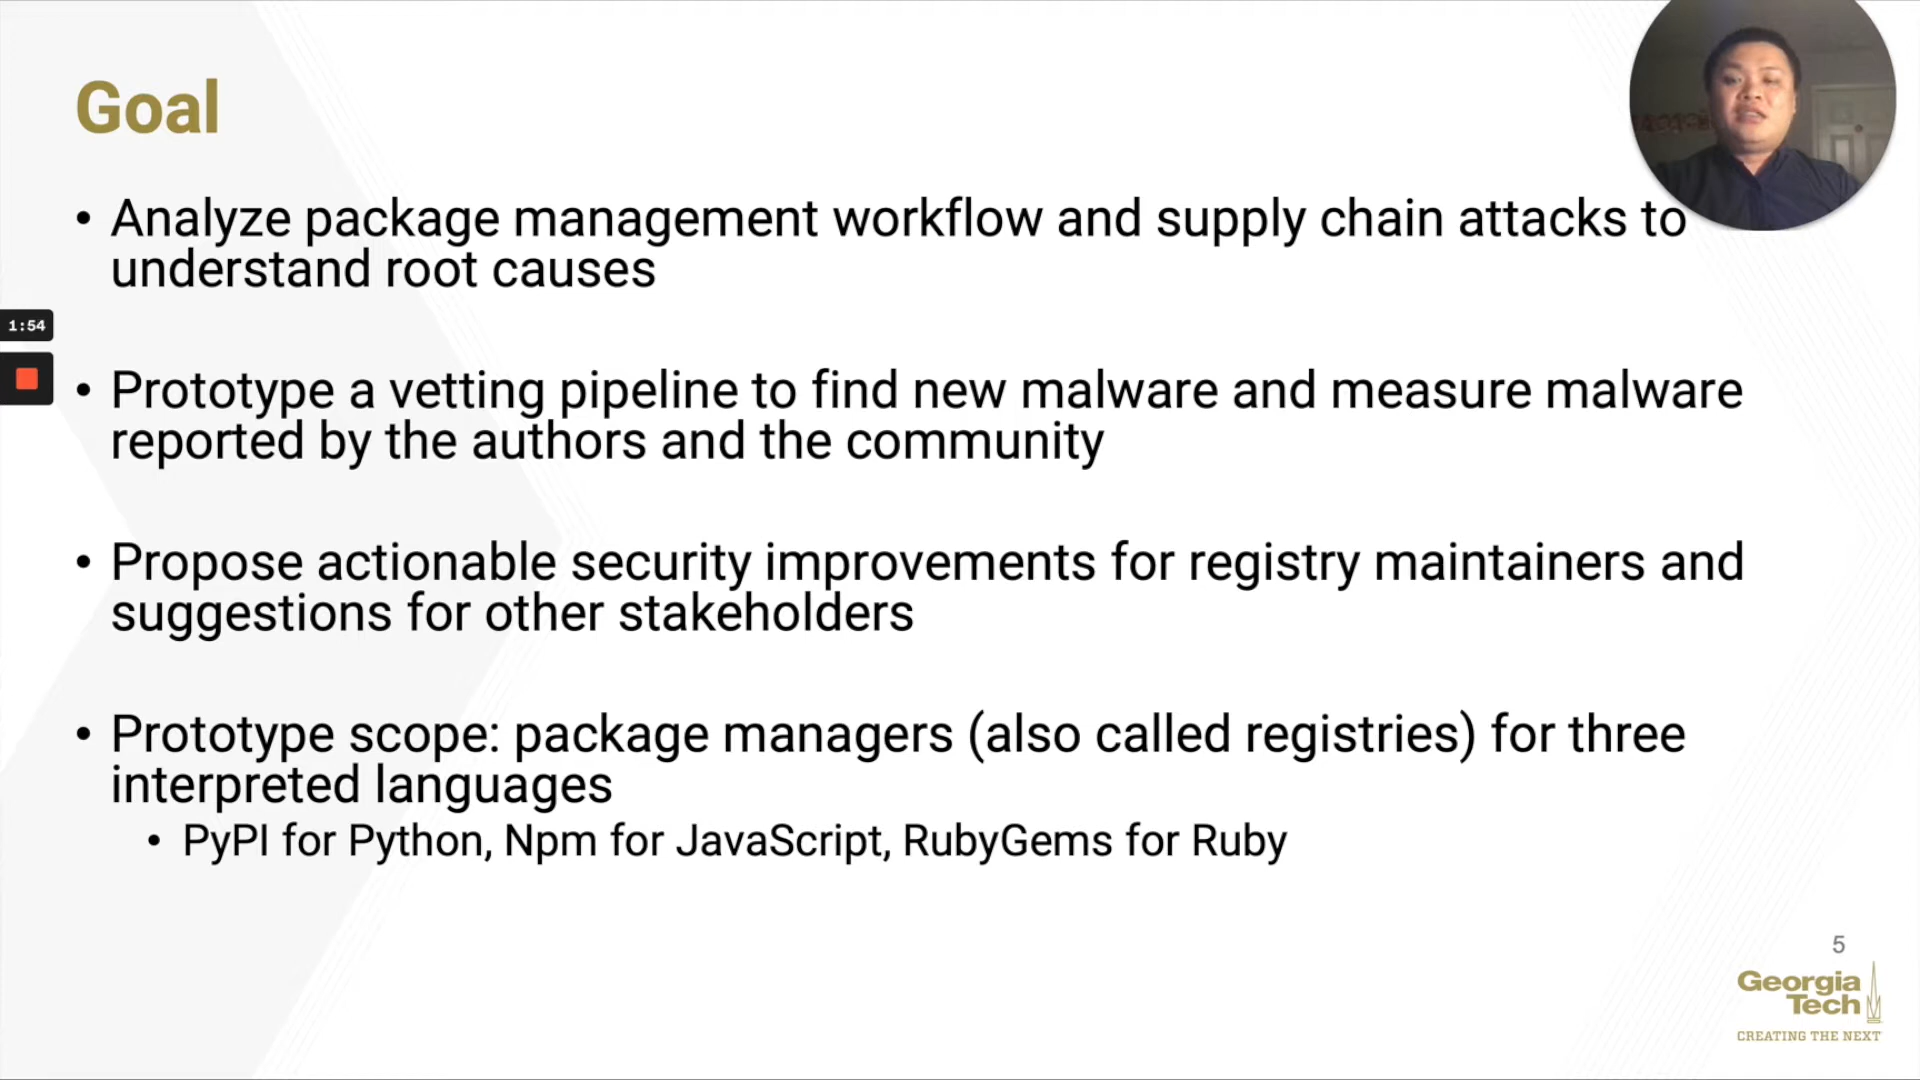 Goal
• Analyze package management workflow and supply chain attacks to
understand root causes
1:54
• Prototype a vetting pipeline to find new malware and measure malware
reported by the authors and the community
• Propose actionable security improvements for registry maintainers and
suggestions for other stakeholders
• Prototype scope: package managers (also called registries) for three
interpreted languages
• PyPI for Python, Npm for JavaScript, RubyGems for Ruby
5
Georgia
Tech
CREATING THE NEXT